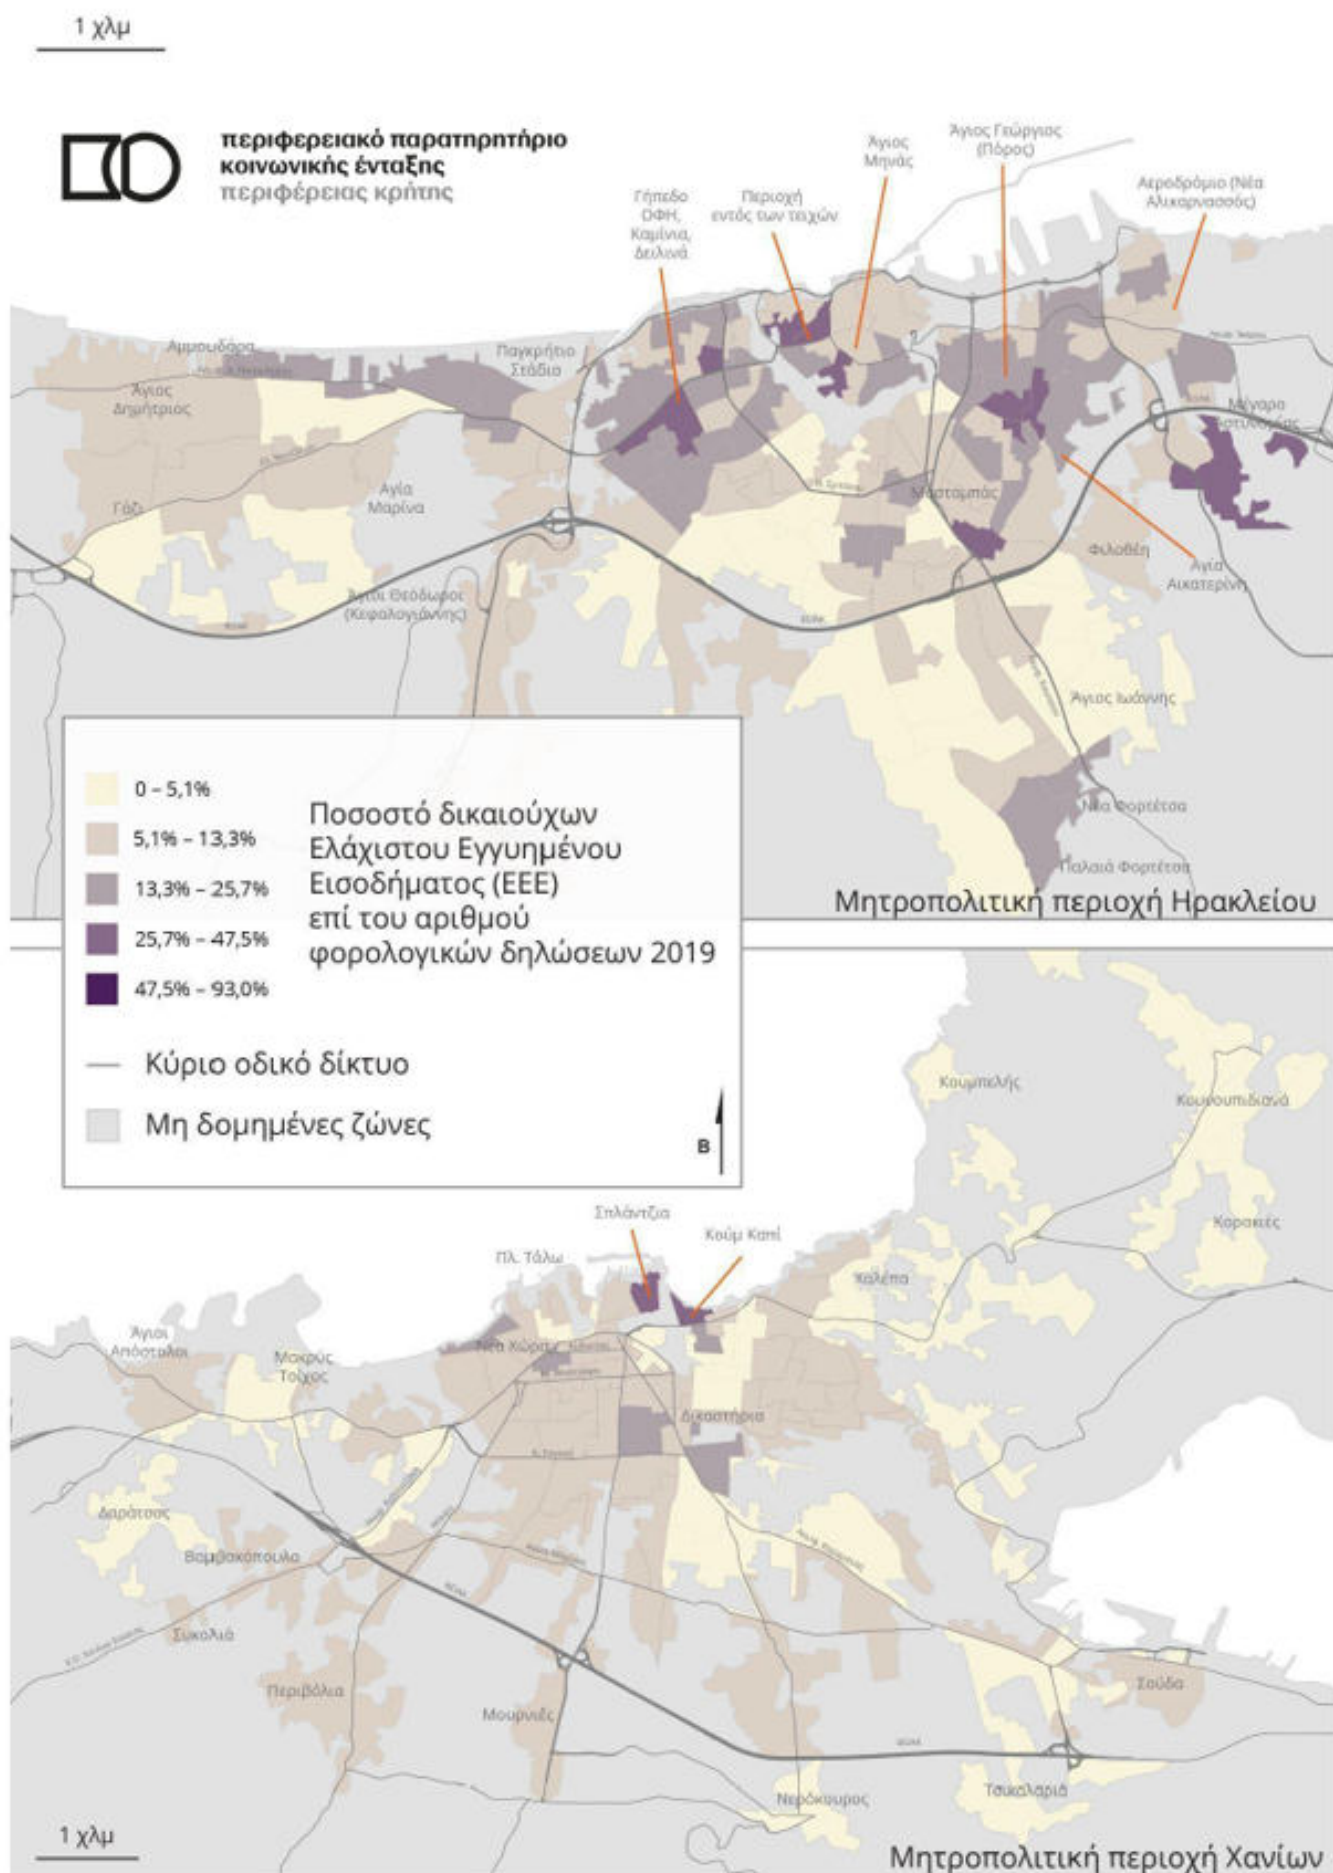 1 χλμ
περιφερειακό παρατηρητήριο
κοινωνικής ένταξης
περιφέρειας κρήτης
Άγιος Γεώργιος
(Πόρος)
Άγιος
Μηνάς
Αεροδρόμιο (Νέα
Αλικαρνασσός)
Γήπεδο
ΟΦΗ,
Καμίνια,
Δειλινά
Περιοχή
εντός των τειχών
Αμμουδάρα
Παγκρήτιο
Στάδιο
Άγιος
Δημήτριος
Μέγαρο
Γάζι
Αγία
Μαρίνα
Μασταμπάς
Φιλοθέη
Αγία
Αικατερίνη
Άγιοι Θεόδωροι
(Κεφαλογιάννης)
Άγιος Ιωάννης
Νέα Φορτέτσα
Παλαιά Φορτέτσα
Μητροπολιτική περιοχή Ηρακλείου
0 – 5,1%
5,1% – 13,3%
13,3% – 25,7%
25,7% – 47,5%
47,5% – 93,0%
Ποσοστό δικαιούχων
Ελάχιστου Εγγυημένου
Εισοδήματος (ΕΕΕ)
επί του αριθμού
φορολογικών δηλώσεων 2019
Κύριο οδικό δίκτυο
Μη δομημένες ζώνες
Β
Κουμπελής
Κουνουπιδιανά
Κορακιές
Σπλάντζια
Κούμ Καπί
Πλ. Τάλω
Χαλέπα
Άγιοι
Απόστολοι
Μακρύς
Τοίχος
Νέα Χώρα
Δικαστήρια
Δαράτσος
Βαμβακόπουλο
Συκολιά
Περιβόλια
Μουρνιές
Σούδα
Νερόκουρος
Τσικαλαριά
1 χλμ
Μητροπολιτική περιοχή Χανίων